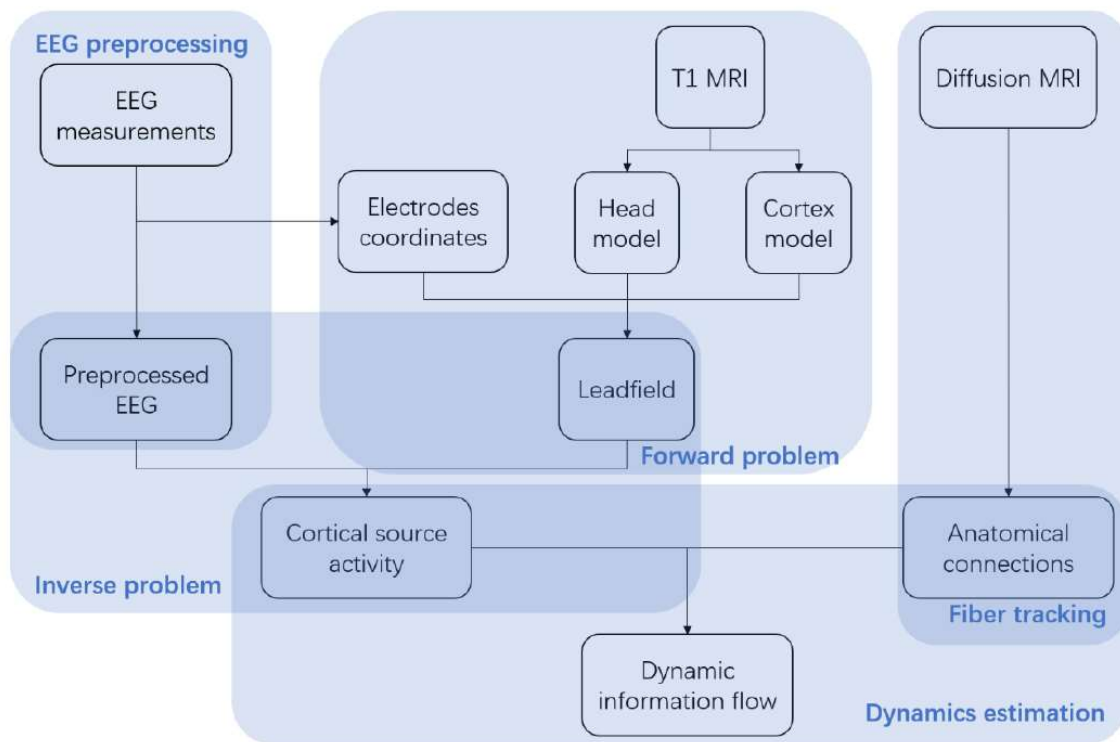 EEG preprocessing
EEG
measurements
T1 MRI
Diffusion MRI
Electrodes
coordinates
Head
model
Cortex
model
Preprocessed
EEG
Leadfield
Forward problem
Cortical source
activity
Anatomical
connections
Inverse problem
Fiber tracking
Dynamic
information flow
Dynamics estimation